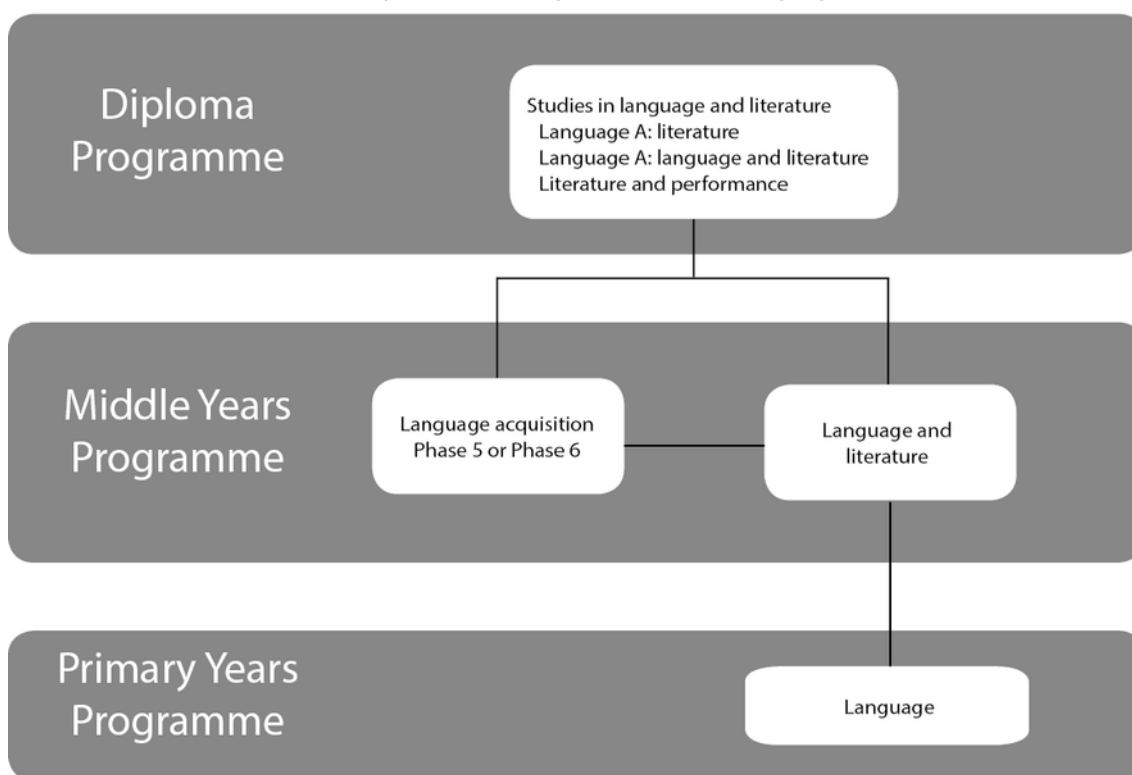 Diploma
Programme
Studies in language and literature
Language A: literature
Language A: language and literature
Literature and performance
Middle Years
Programme
Language acquisition
Phase 5 or Phase 6
Language and
literature
Primary Years
Programme
Language